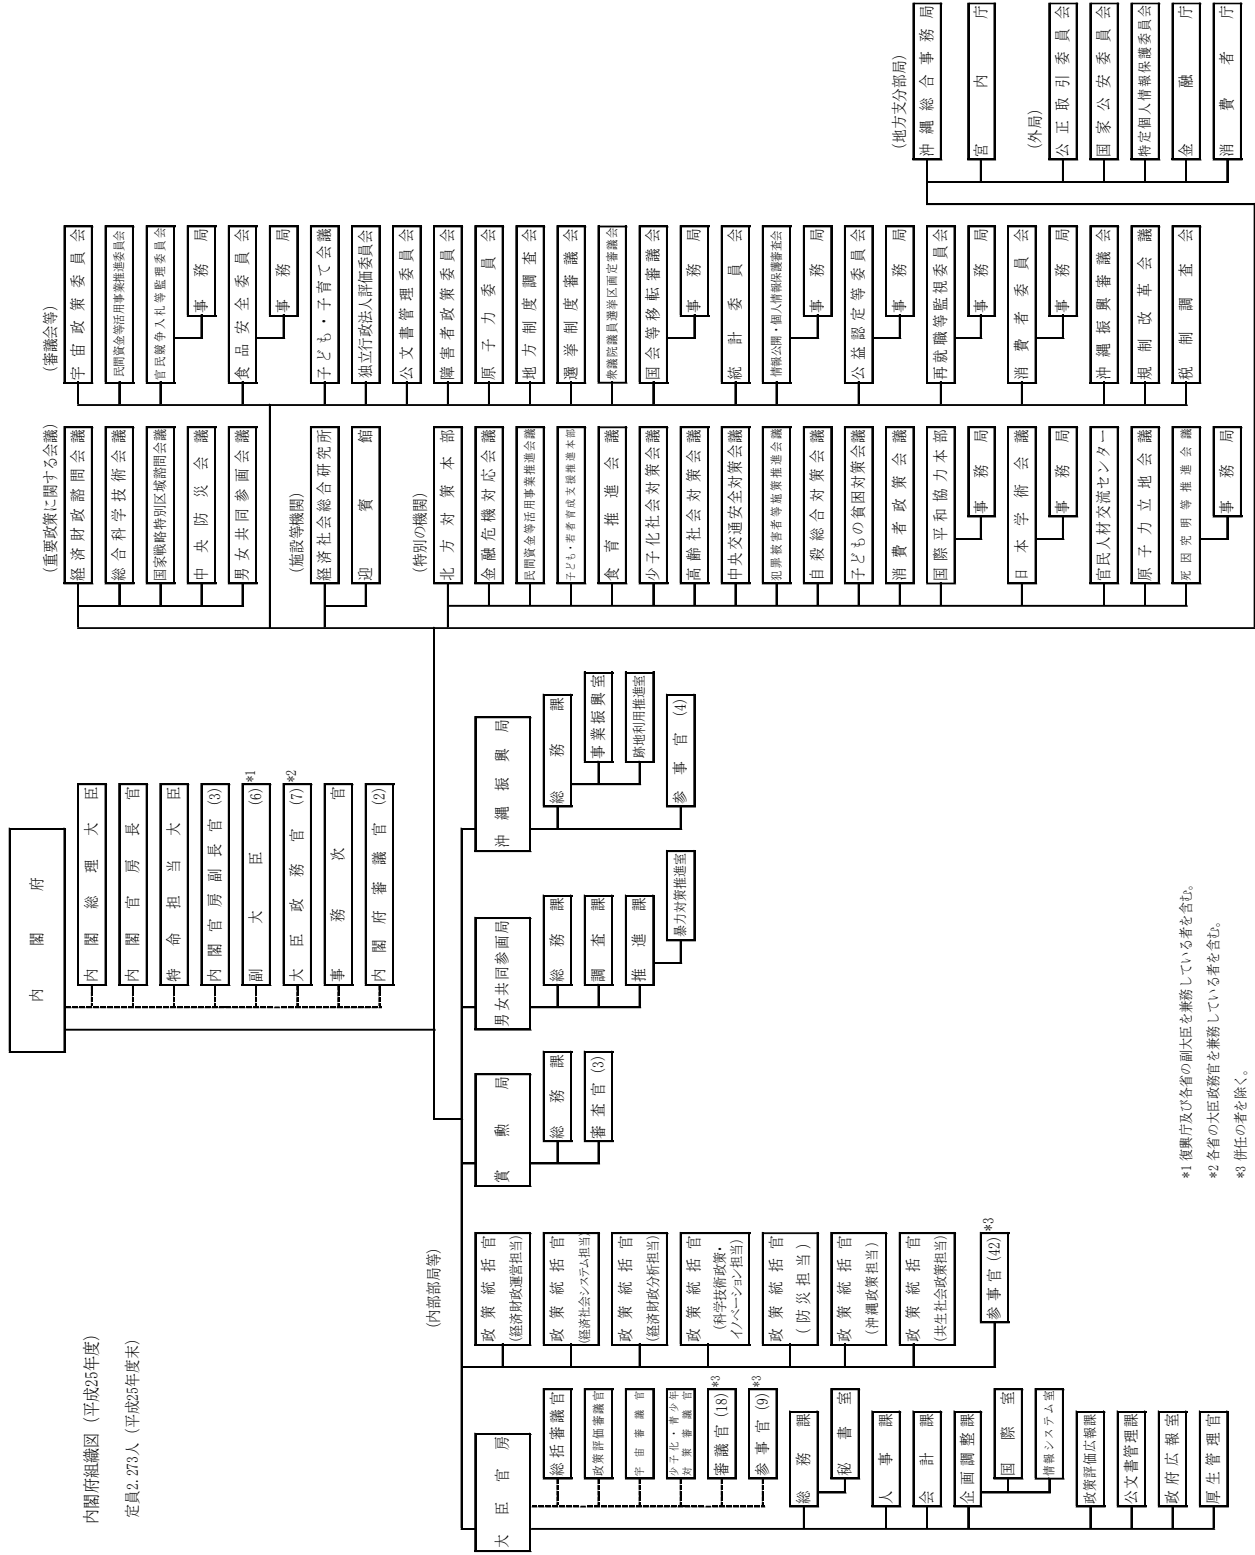 内閣府組織図 (平成25年度)
定員2,273人 (平成25年度末)
内閣府
内閣総理大臣
内閣官房長官
特命担当大臣
内閣官房副長官(3)
副大臣(6)*1
大臣政務官(7)*2
事務次官
内閣府審議官(2)
(内部部局等)
大臣官房
総括審議官
政策評価審議官
宇宙審議官
少子化・青少年
対策審議官
審議官(18)*3
参事官(9)*3
総務課
秘書室
人事課
会計課
企画調整課
国際室
情報システム室
政策評価広報課
公文書管理課
政府広報室
厚生管理官
政策統括官
(経済財政運営担当)
政策統括官
(経済社会システム担当)
政策統括官
(経済財政分析担当)
政策統括官
(科学技術政策・
イノベーション担当)
政策統括官
(防災担当)
政策統括官
(沖縄政策担当)
政策統括官
(共生社会政策担当)
参事官(42)*3
賞勲局
総務課
審査官(3)
男女共同参画局
総務課
調査課
推進課
暴力対策推進室
沖縄振興局
総務課
事業振興室
跡地利用推進室
参事官(4)
(重要政策に関する会議)
経済財政諮問会議
総合科学技術会議
国家戦略特別区域諮問会議
中央防災会議
男女共同参画会議
(施設等機関)
経済社会総合研究所
迎賓館
(特別の機関)
北方対策本部
金融危機対応会議
民間資金等活用事業推進会議
子ども・若者育成支援推進本部
食育推進会議
少子化社会対策会議
高齢社会対策会議
中央交通安全対策会議
犯罪被害者等施策推進会議
自殺総合対策会議
子どもの貧困対策会議
消費者政策会議
国際平和協力本部
事務局
日本学術会議
事務局
官民人材交流センター
原子力立地会議
死因究明等推進会議
事務局
(審議会等)
宇宙政策委員会
民間資金等活用事業推進委員会
官民競争入札等監理委員会
事務局
食品安全委員会
事務局
子ども・子育て会議
独立行政法人評価委員会
公文書管理委員会
障害者政策委員会
原子力委員会
地方制度調査会
選挙制度審議会
衆議院議員選挙区画定審議会
国会等移転審議会
事務局
統計委員会
情報公開・個人情報保護審査会
事務局
公益認定等委員会
事務局
再就職等監視委員会
事務局
消費者委員会
事務局
沖縄振興審議会
規制改革会議
税制調査会
(地方支分部局)
沖縄総合事務局
宮内庁
(外局)
公正取引委員会
国家公安委員会
特定個人情報保護委員会
金融庁
消費者庁
*1 復興庁及び各省の副大臣を兼務している者を含む。
*2 各省の大臣政務官を兼務している者を含む。
*3 併任の者を除く。